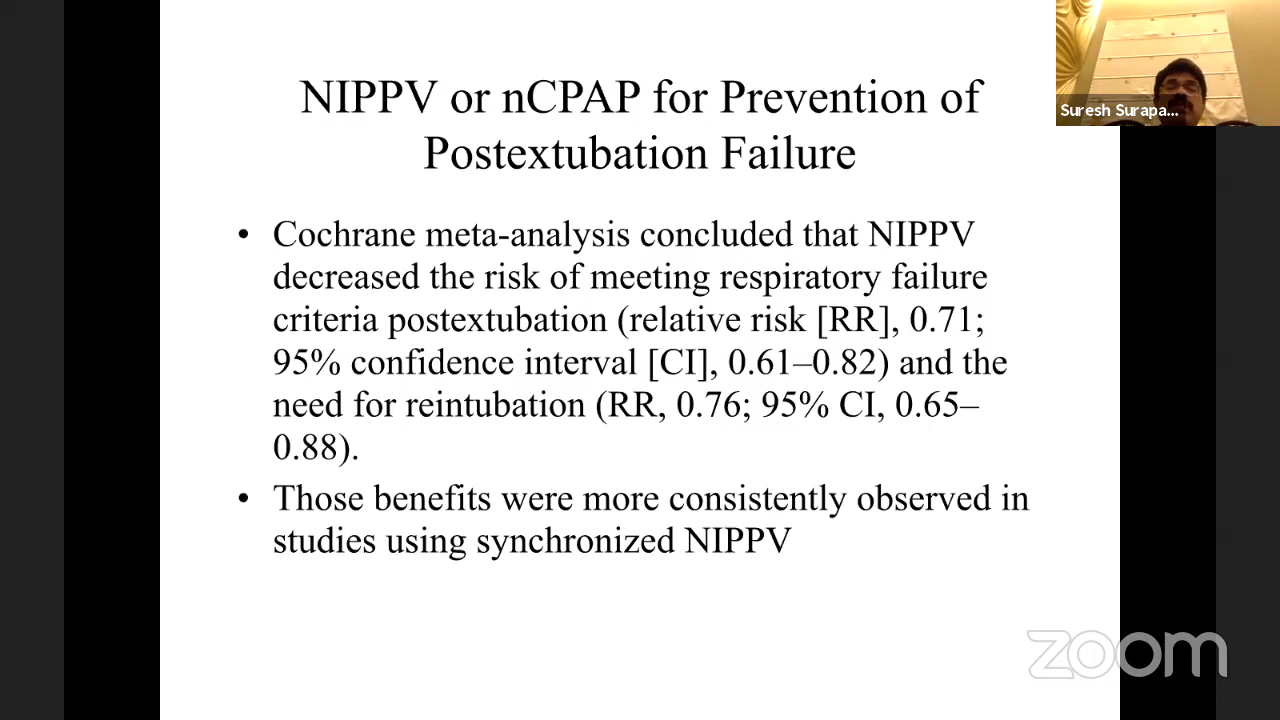 NIPPV or nCPAP for Prevention of
Postextubation Failure
• Cochrane meta-analysis concluded that NIPPV
decreased the risk of meeting respiratory failure
criteria postextubation (relative risk [RR], 0.71;
95% confidence interval [CI], 0.61–0.82) and the
need for reintubation (RR, 0.76; 95% CI, 0.65–
0.88).
• Those benefits were more consistently observed in
studies using synchronized NIPPV
Suresh Surapa...
zoom